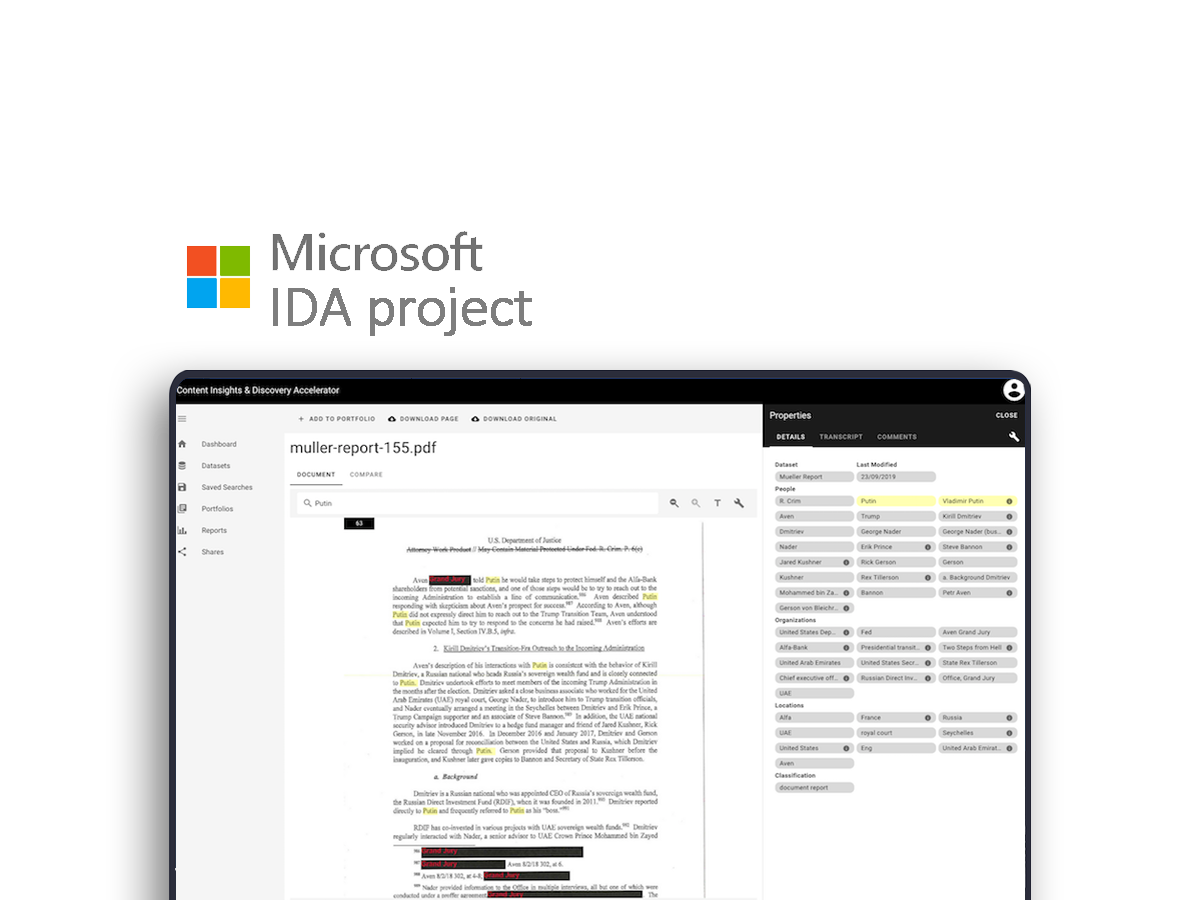 Microsoft
IDA project
Content Insights & Discovery Accelerator
Dashboard
Datasets
Saved Searches
Portfolios
Reports
Shares
+ ADD TO PORTFOLIO DOWNLOAD PAGE DOWNLOAD ORIGINAL
muller-report-155.pdf
DOCUMENT COMPARE
Putin
63
U.S. Department of Justice
Attorney Work Product // May Contain Material Protected Under Fed. R. Crim. P. 6(e)
Aven Grand Jury told Putin he would take steps to protect himself and the Alfa-Bank
shareholders from potential sanctions, and one of those steps would be to try to reach out to the
incoming Administration to establish a line of communication. Aven described Putin
responding with skepticism about Aven's prospect for success. According to Aven, although
Putin did not expressly direct him to reach out to the Trump Transition Team, Aven understood
that Putin expected him to try to respond to the concerns he had raised. Aven's efforts are
described in Volume I, Section IV.B.5, infra.
2. Kirill Dmitriev's Transition-Era Outreach to the Incoming Administration
Aven's description of his interactions with Putin is consistent with the behavior of Kirill
Dmitriev, a Russian national who heads Russia's sovereign wealth fund and is closely connected
to Putin. Dmitriev undertook efforts to meet members of the incoming Trump Administration in
the months after the election. Dmitriev asked a close business associate who worked for the United
Arab Emirates (UAE) royal court, George Nader, to introduce him to Trump transition officials,
and Nader eventually arranged a meeting in the Seychelles between Dmitriev and Erik Prince, a
Trump Campaign supporter and an associate of Steve Bannon. In addition, the UAE national
security advisor introduced Dmitriev to a hedge fund manager and friend of Jared Kushner, Rick
Gerson, in late November 2016. In December 2016 and January 2017, Dmitriev and Gerson
worked on a proposal for reconciliation between the United States and Russia, which Dmitriev
implied he cleared through Putin. Gerson provided that proposal to Kushner before the
inauguration, and Kushner later gave copies to Bannon and Secretary of State Rex Tillerson.
a. Background
Dmitriev is a Russian national who was appointed CEO of Russia's sovereign wealth fund,
the Russian Direct Investment Fund (RDIF), when it was founded in 2011. Dmitriev reported
directly to Putin and frequently referred to Putin as his "boss."
RDIF has co-invested in various projects with UAE sovereign wealth funds. Dmitriev
regularly interacted with Nader, a senior advisor to UAE Crown Prince Mohammed bin Zayed
Grand Jury
Grand Jury Aven 8/2/18 302, at 6.
Aven 8/2/18 302, at 4-8; Grand Jury
Nader provided information to the Office in multiple interviews, all but one of which were
conducted under a proffer agreement Grand Jury The
Properties CLOSE
DETAILS TRANSCRIPT COMMENTS
Dataset Last Modified
Mueller Report 23/09/2019
People
R. Crim Putin Vladimir Putin
Aven Trump Kirill Dmitriev
Dmitriev George Nader George Nader (bus...
Nader Erik Prince Steve Bannon
Jared Kushner Rick Gerson Gerson
Kushner Rex Tillerson a. Background Dmitriev
Mohammed bin Za... Bannon Petr Aven
Gerson von Bleichr...
Organizations
United States Dep... Fed Aven Grand Jury
Alfa-Bank Presidential transit... Two Steps from Hell
United Arab Emirates United States Secr... State Rex Tillerson
Chief executive off... Russian Direct Inv... Office, Grand Jury
UAE
Locations
Alfa France Russia
UAE royal court Seychelles
United States Eng United Arab Emirat...
Aven
Classification
document report